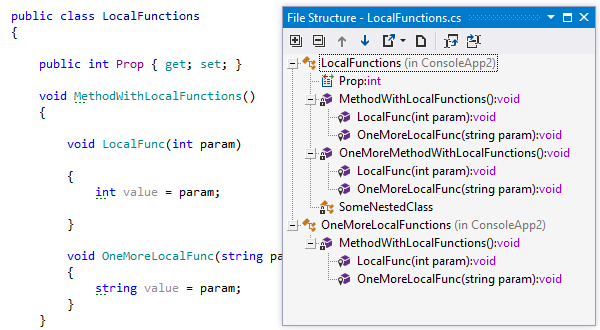 public class LocalFunctions
{
public int Prop { get; set; }
void MethodWithLocalFunctions()
{
void LocalFunc(int param)
{
int value = param;
}
void OneMoreLocalFunc(string pa
{
string value = param;
}
}
File Structure - LocalFunctions.cs
LocalFunctions (in ConsoleApp2)
Prop:int
MethodWithLocalFunctions():void
LocalFunc(int param):void
OneMoreLocalFunc(string param):void
OneMoreMethodWithLocalFunctions():void
LocalFunc(int param):void
OneMoreLocalFunc(string param):void
SomeNestedClass
OneMoreLocalFunctions (in ConsoleApp2)
MethodWithLocalFunctions():void
LocalFunc(int param):void
OneMoreLocalFunc(string param):void